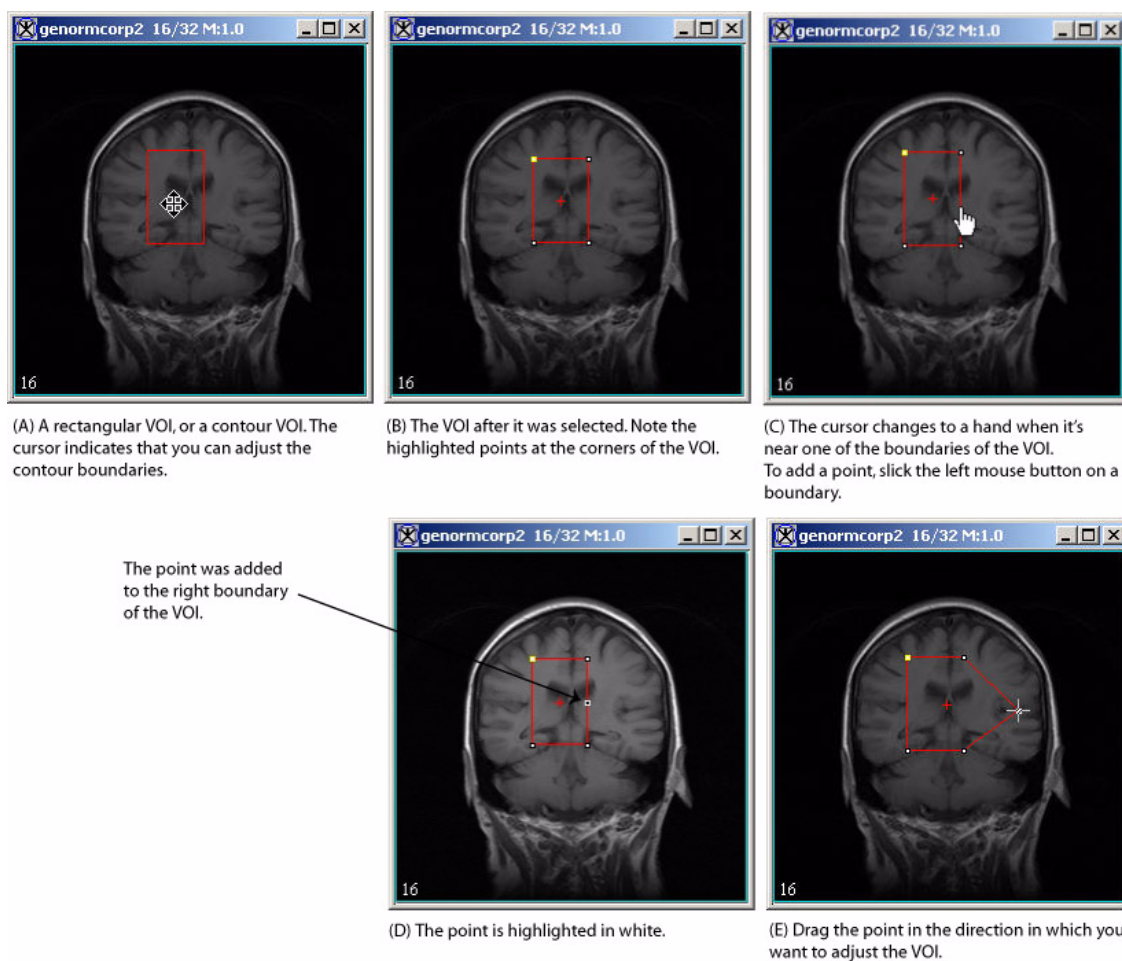 genormcorp2 16/32 M:1.0
genormcorp2 16/32 M:1.0
genormcorp2 16/32 M:1.0
16
16
16
(A) A rectangular VOI, or a contour VOI. The
cursor indicates that you can adjust the
contour boundaries.
(B) The VOI after it was selected. Note the
highlighted points at the corners of the VOI.
(C) The cursor changes to a hand when it's
near one of the boundaries of the VOI.
To add a point, slick the left mouse button on a
boundary.
The point was added
to the right boundary
of the VOI.
genormcorp2 16/32 M:1.0
genormcorp2 16/32 M:1.0
16
16
(D) The point is highlighted in white.
(E) Drag the point in the direction in which you
want to adjust the VOI.